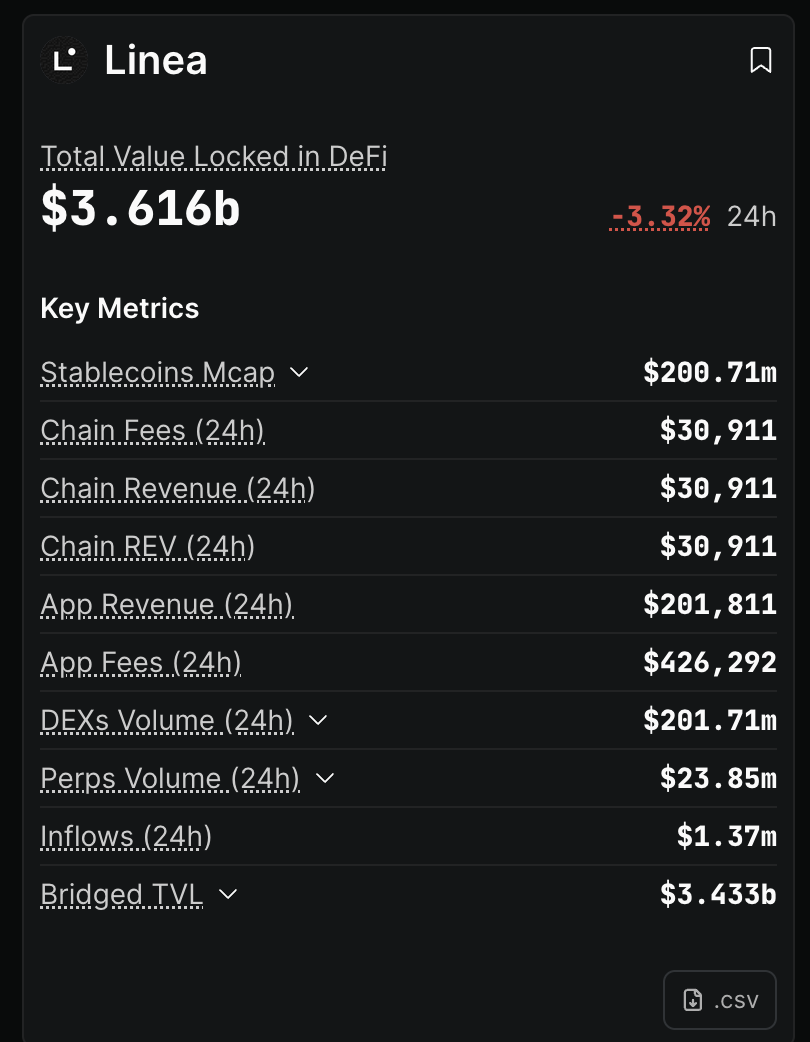 Linea
Total Value Locked in DeFi
$3.616b
-3.32% 24h
Key Metrics
Stablecoins Mcap $200.71m
Chain Fees (24h) $30,911
Chain Revenue (24h) $30,911
Chain REV (24h) $30,911
App Revenue (24h) $201,811
App Fees (24h) $426,292
DEXs Volume (24h) $201.71m
Perps Volume (24h) $23.85m
Inflows (24h) $1.37m
Bridged TVL $3.433b
.csv